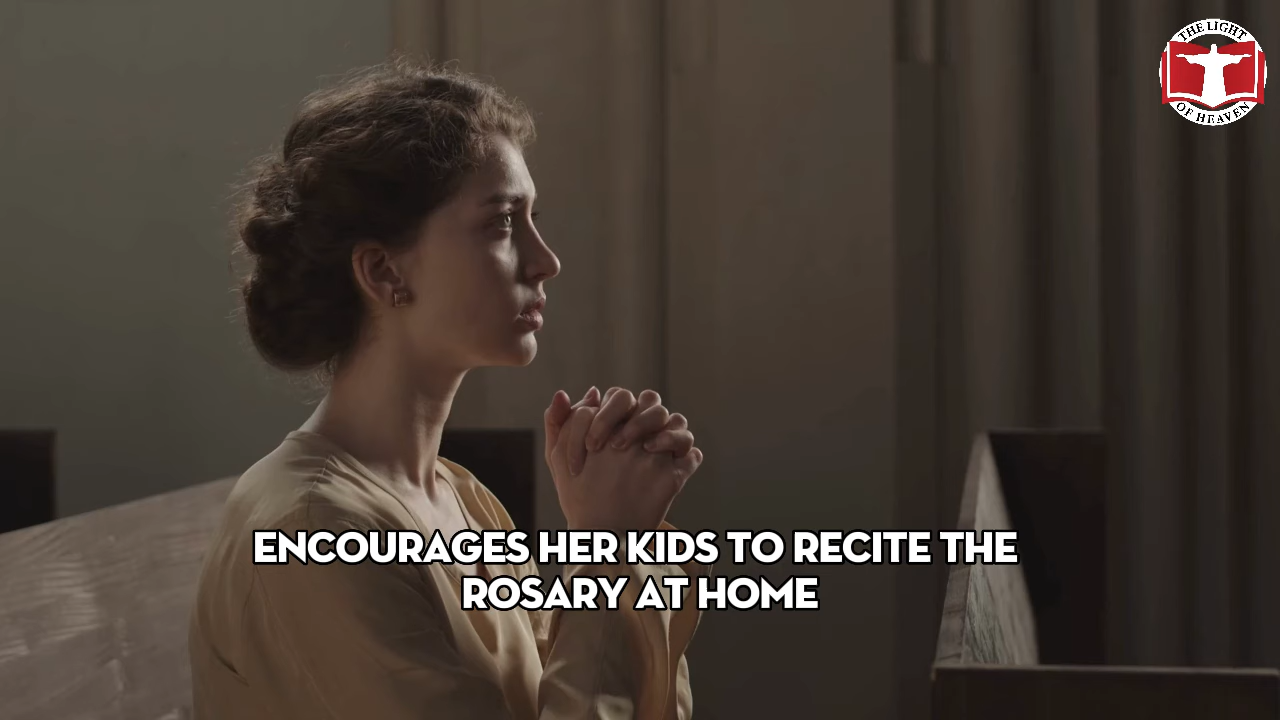 THE LIGHT
OF HEAVEN
ENCOURAGES HER KIDS TO RECITE THE
ROSARY AT HOME